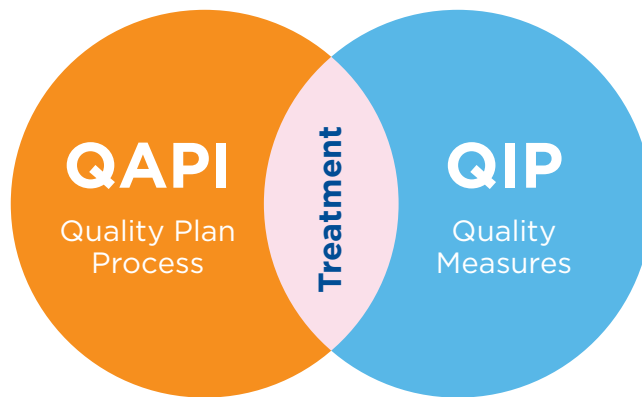 QAPI
Quality Plan
Process
Treatment
QIP
Quality
Measures